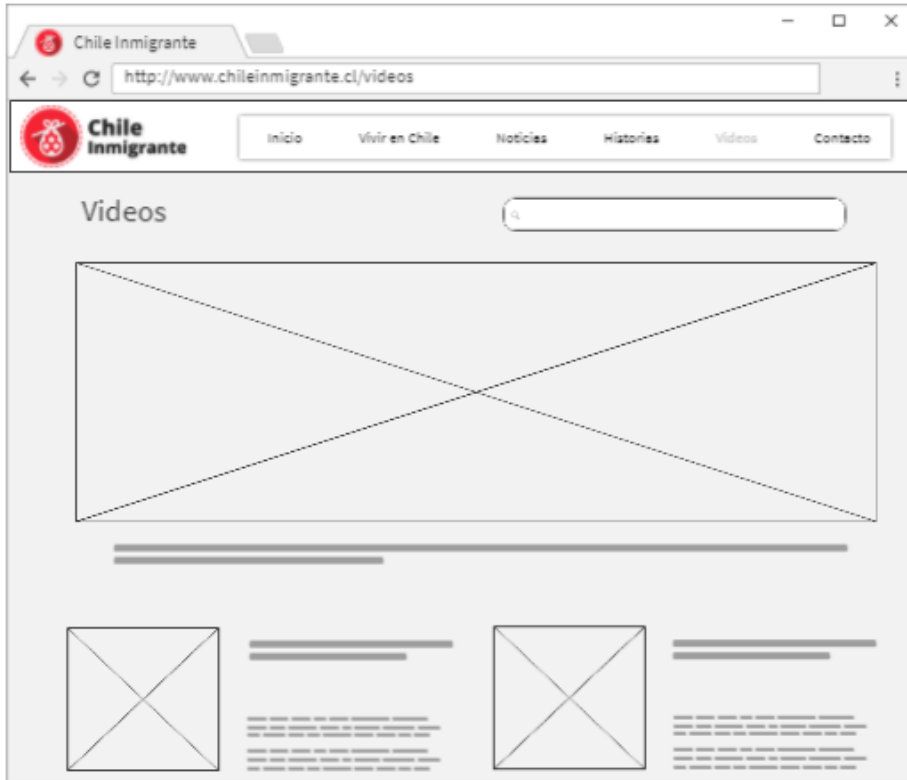 Chile Inmigrante
http://www.chileinmigrante.cl/videos
Chile
Inmigrante
Inicio Vivir en Chile Noticias Historias Videos Contacto
Videos